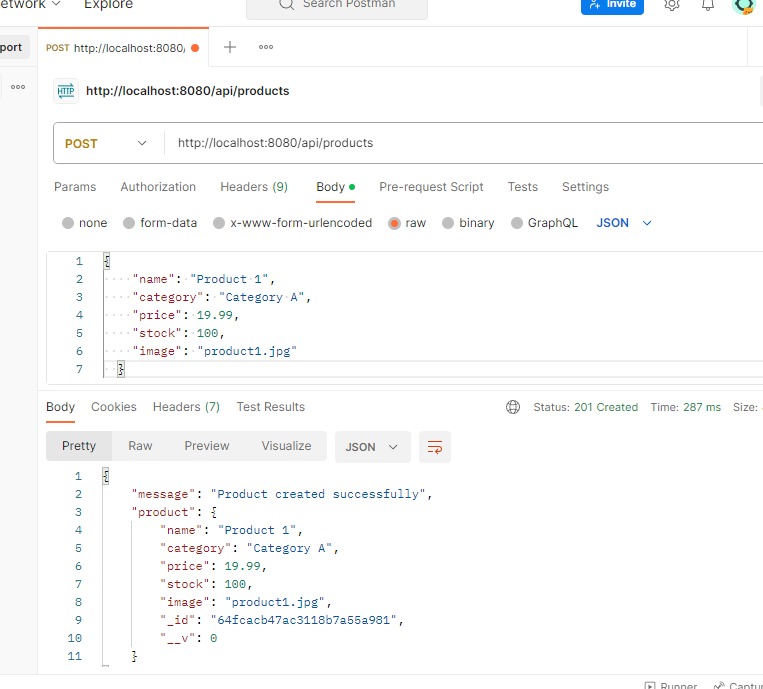 etwork Explore Search Postman Invite
port POST http://localhost:8080/
HTTP http://localhost:8080/api/products
POST http://localhost:8080/api/products
Params Authorization Headers (9) Body Pre-request Script Tests Settings
none form-data x-www-form-urlencoded raw binary GraphQL JSON
1 {
2 "name": "Product 1",
3 "category": "Category A",
4 "price": 19.99,
5 "stock": 100,
6 "image": "product1.jpg"
7 }
Body Cookies Headers (7) Test Results Status: 201 Created Time: 287 ms Size:
Pretty Raw Preview Visualize JSON
1 {
2 "message": "Product created successfully",
3 "product": {
4 "name": "Product 1",
5 "category": "Category A",
6 "price": 19.99,
7 "stock": 100,
8 "image": "product1.jpg",
9 "_id": "64fcacb47ac3118b7a55a981",
10 "__v": 0
11 }
Runner Captu